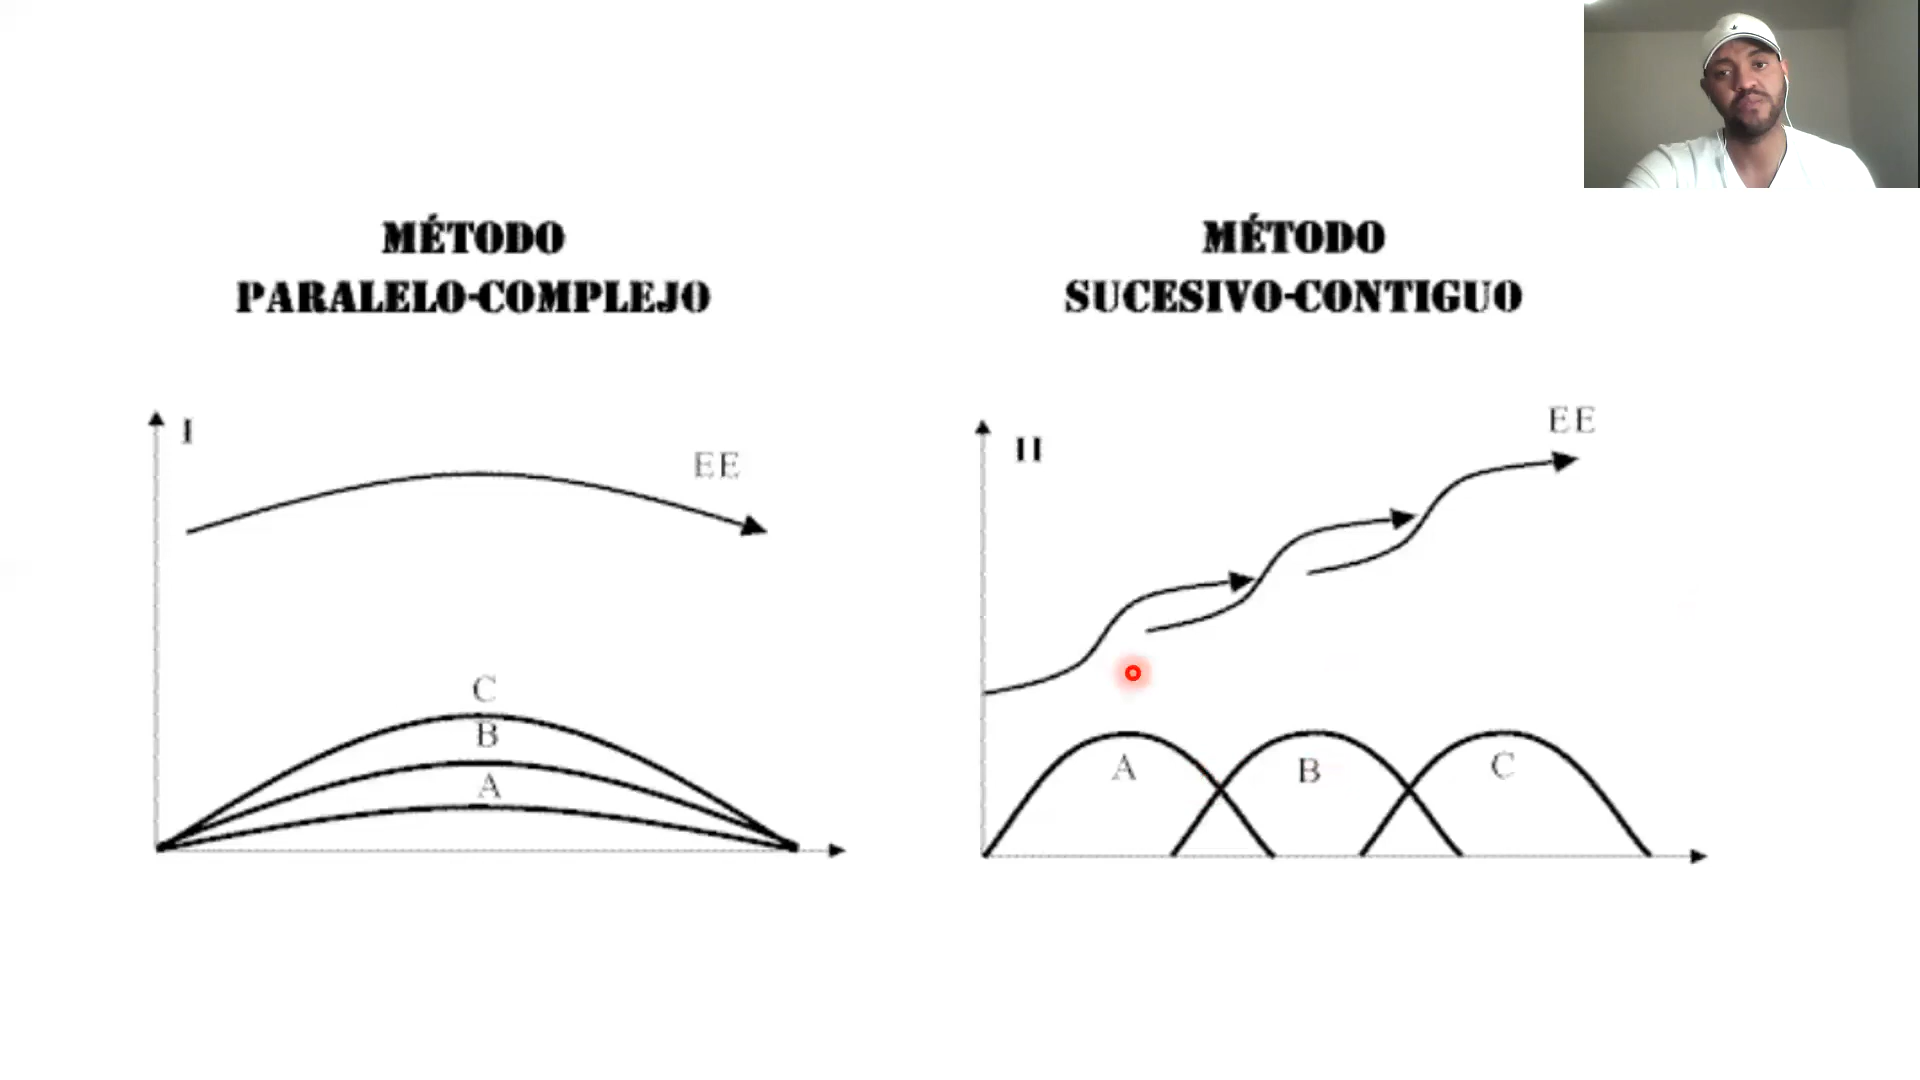 MÉTODO
PARALELO-COMPLEJO
I
EE
C
B
A
MÉTODO
SUCESIVO-CONTIGUO
II
EE
A
B
C